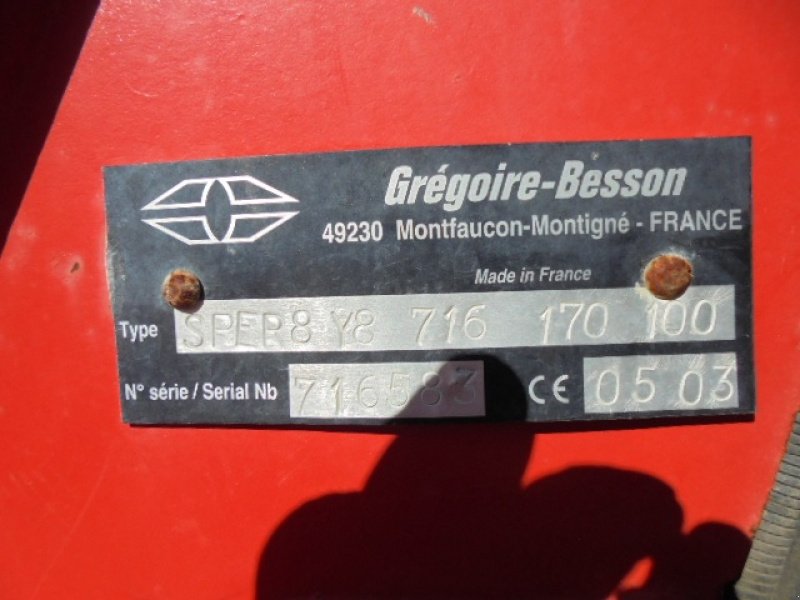 Grégoire-Besson
49230 Montfaucon-Montigné - FRANCE
Made in France
Type SPER8 Y8 716 170 100
N° série / Serial Nb 716583 CE 05 03